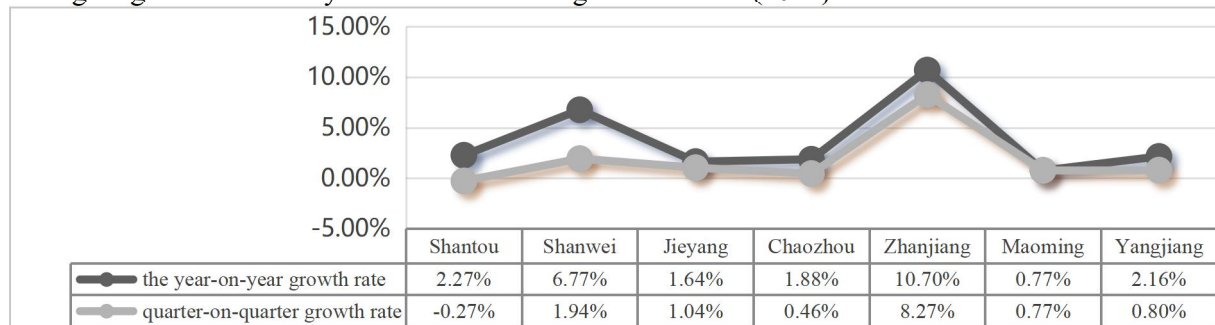 15.00%
10.00%
5.00%
0.00%
-5.00%
Shantou Shanwei Jieyang Chaozhou Zhanjiang Maoming Yangjiang
the year-on-year growth rate 2.27% 6.77% 1.64% 1.88% 10.70% 0.77% 2.16%
quarter-on-quarter growth rate -0.27% 1.94% 1.04% 0.46% 8.27% 0.77% 0.80%